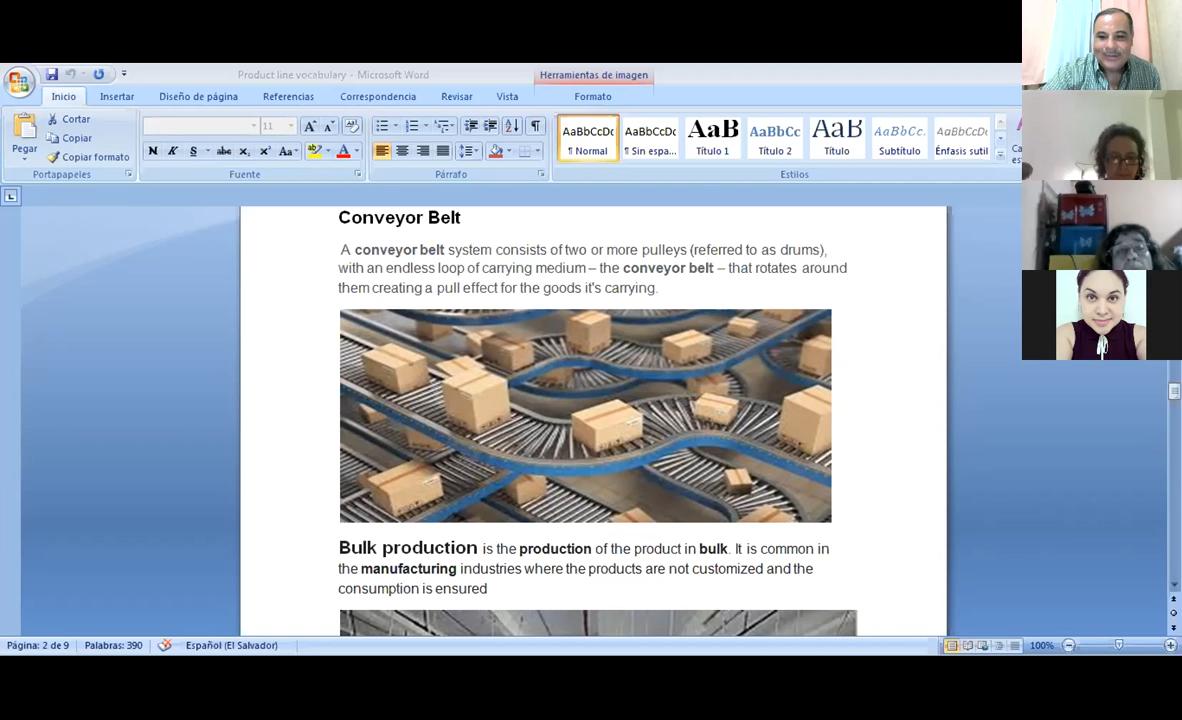 Product line vocabulary - Microsoft Word
Herramientas de imagen
Inicio
Insertar
Diseño de página
Referencias
Correspondencia
Revisar
Vista
Formato
Pegar
Cortar
Copiar
Copiar formato
Portapapeles
11
N K S abc x₂ x² Aa
Fuente
Párrafo
AaBbCcDc
¶ Normal
AaBbCcDc
¶ Sin espa...
AaB
Título 1
AaBbCc
Título 2
AaB
Título
AaBbCc.
Subtítulo
AaBbCcDc
Énfasis sutil
Estilos
Conveyor Belt
A conveyor belt system consists of two or more pulleys (referred to as drums),
with an endless loop of carrying medium – the conveyor belt – that rotates around
them creating a pull effect for the goods it's carrying.
Bulk production is the production of the product in bulk. It is common in
the manufacturing industries where the products are not customized and the
consumption is ensured
Página: 2 de 9
Palabras: 390
Español (El Salvador)
100%